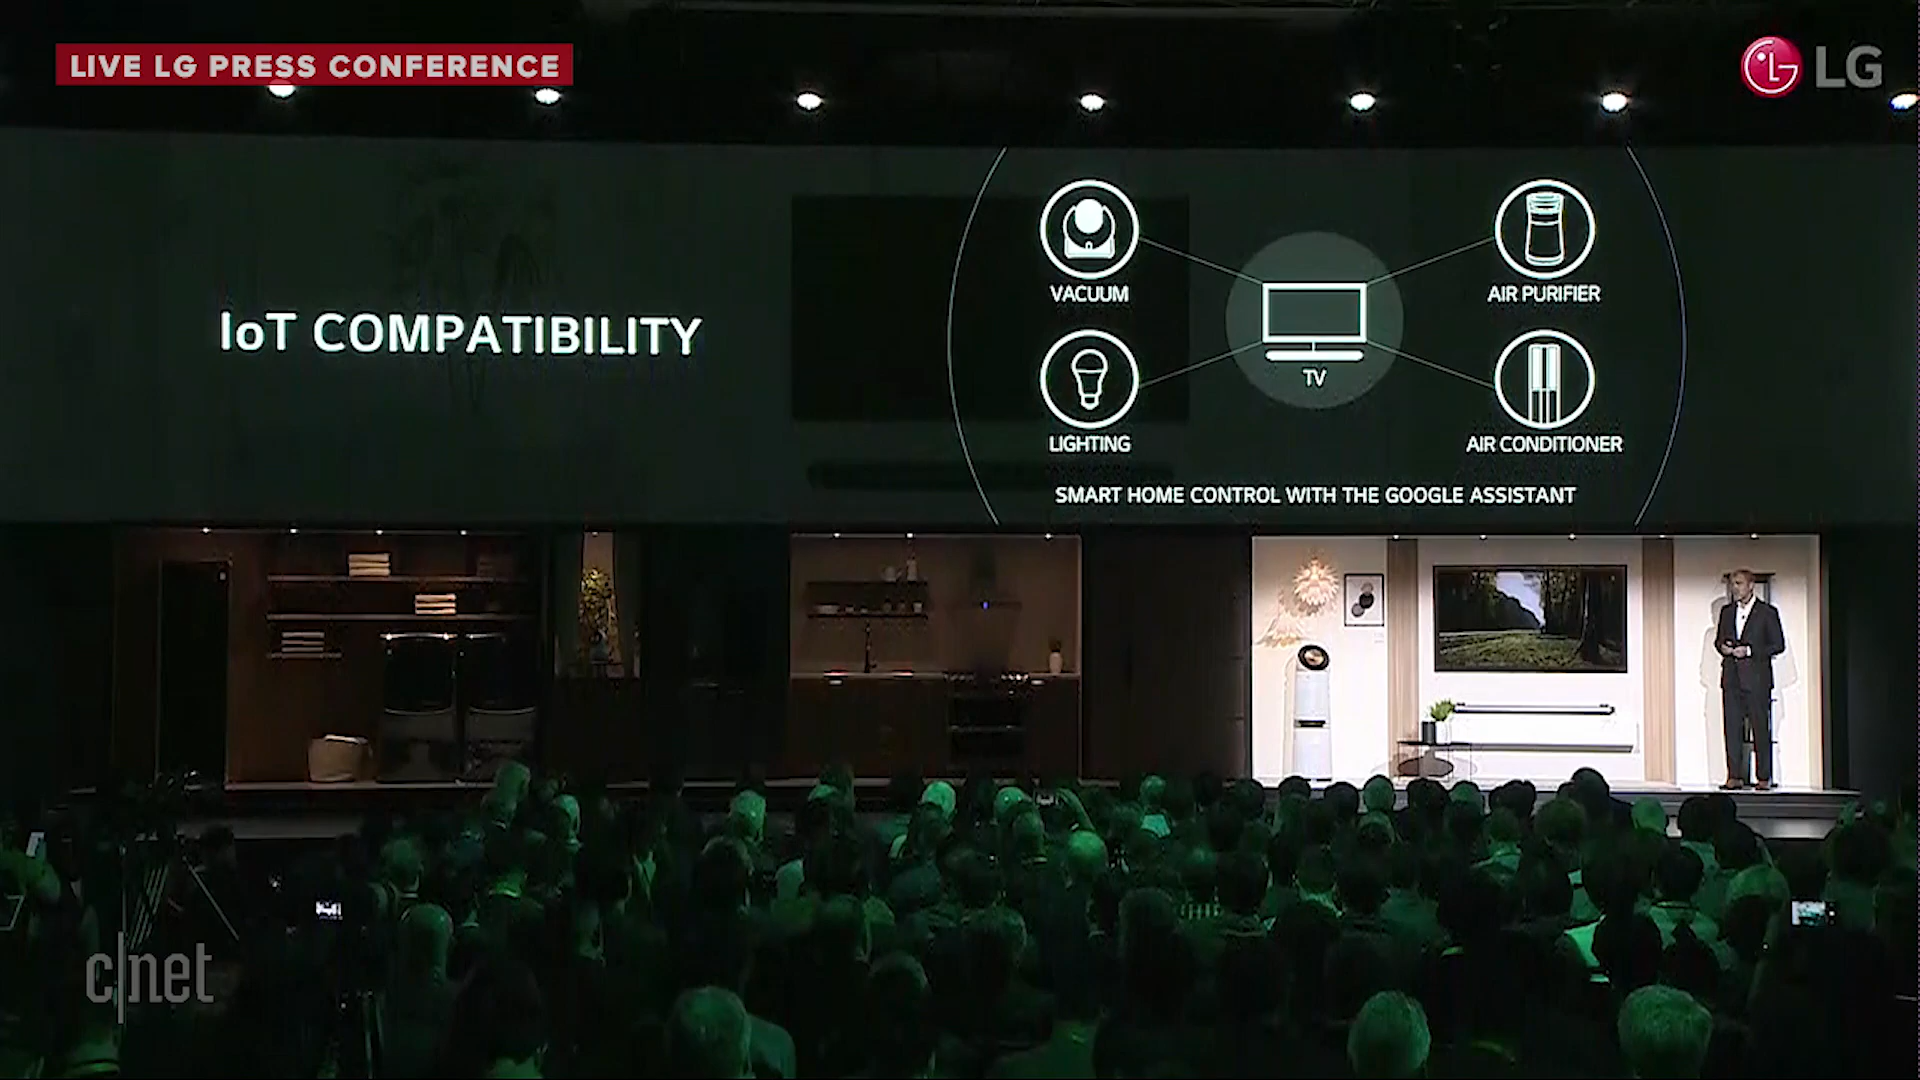 LIVE LG PRESS CONFERENCE
LG
IoT COMPATIBILITY
VACUUM
AIR PURIFIER
TV
LIGHTING
AIR CONDITIONER
SMART HOME CONTROL WITH THE GOOGLE ASSISTANT
c|net